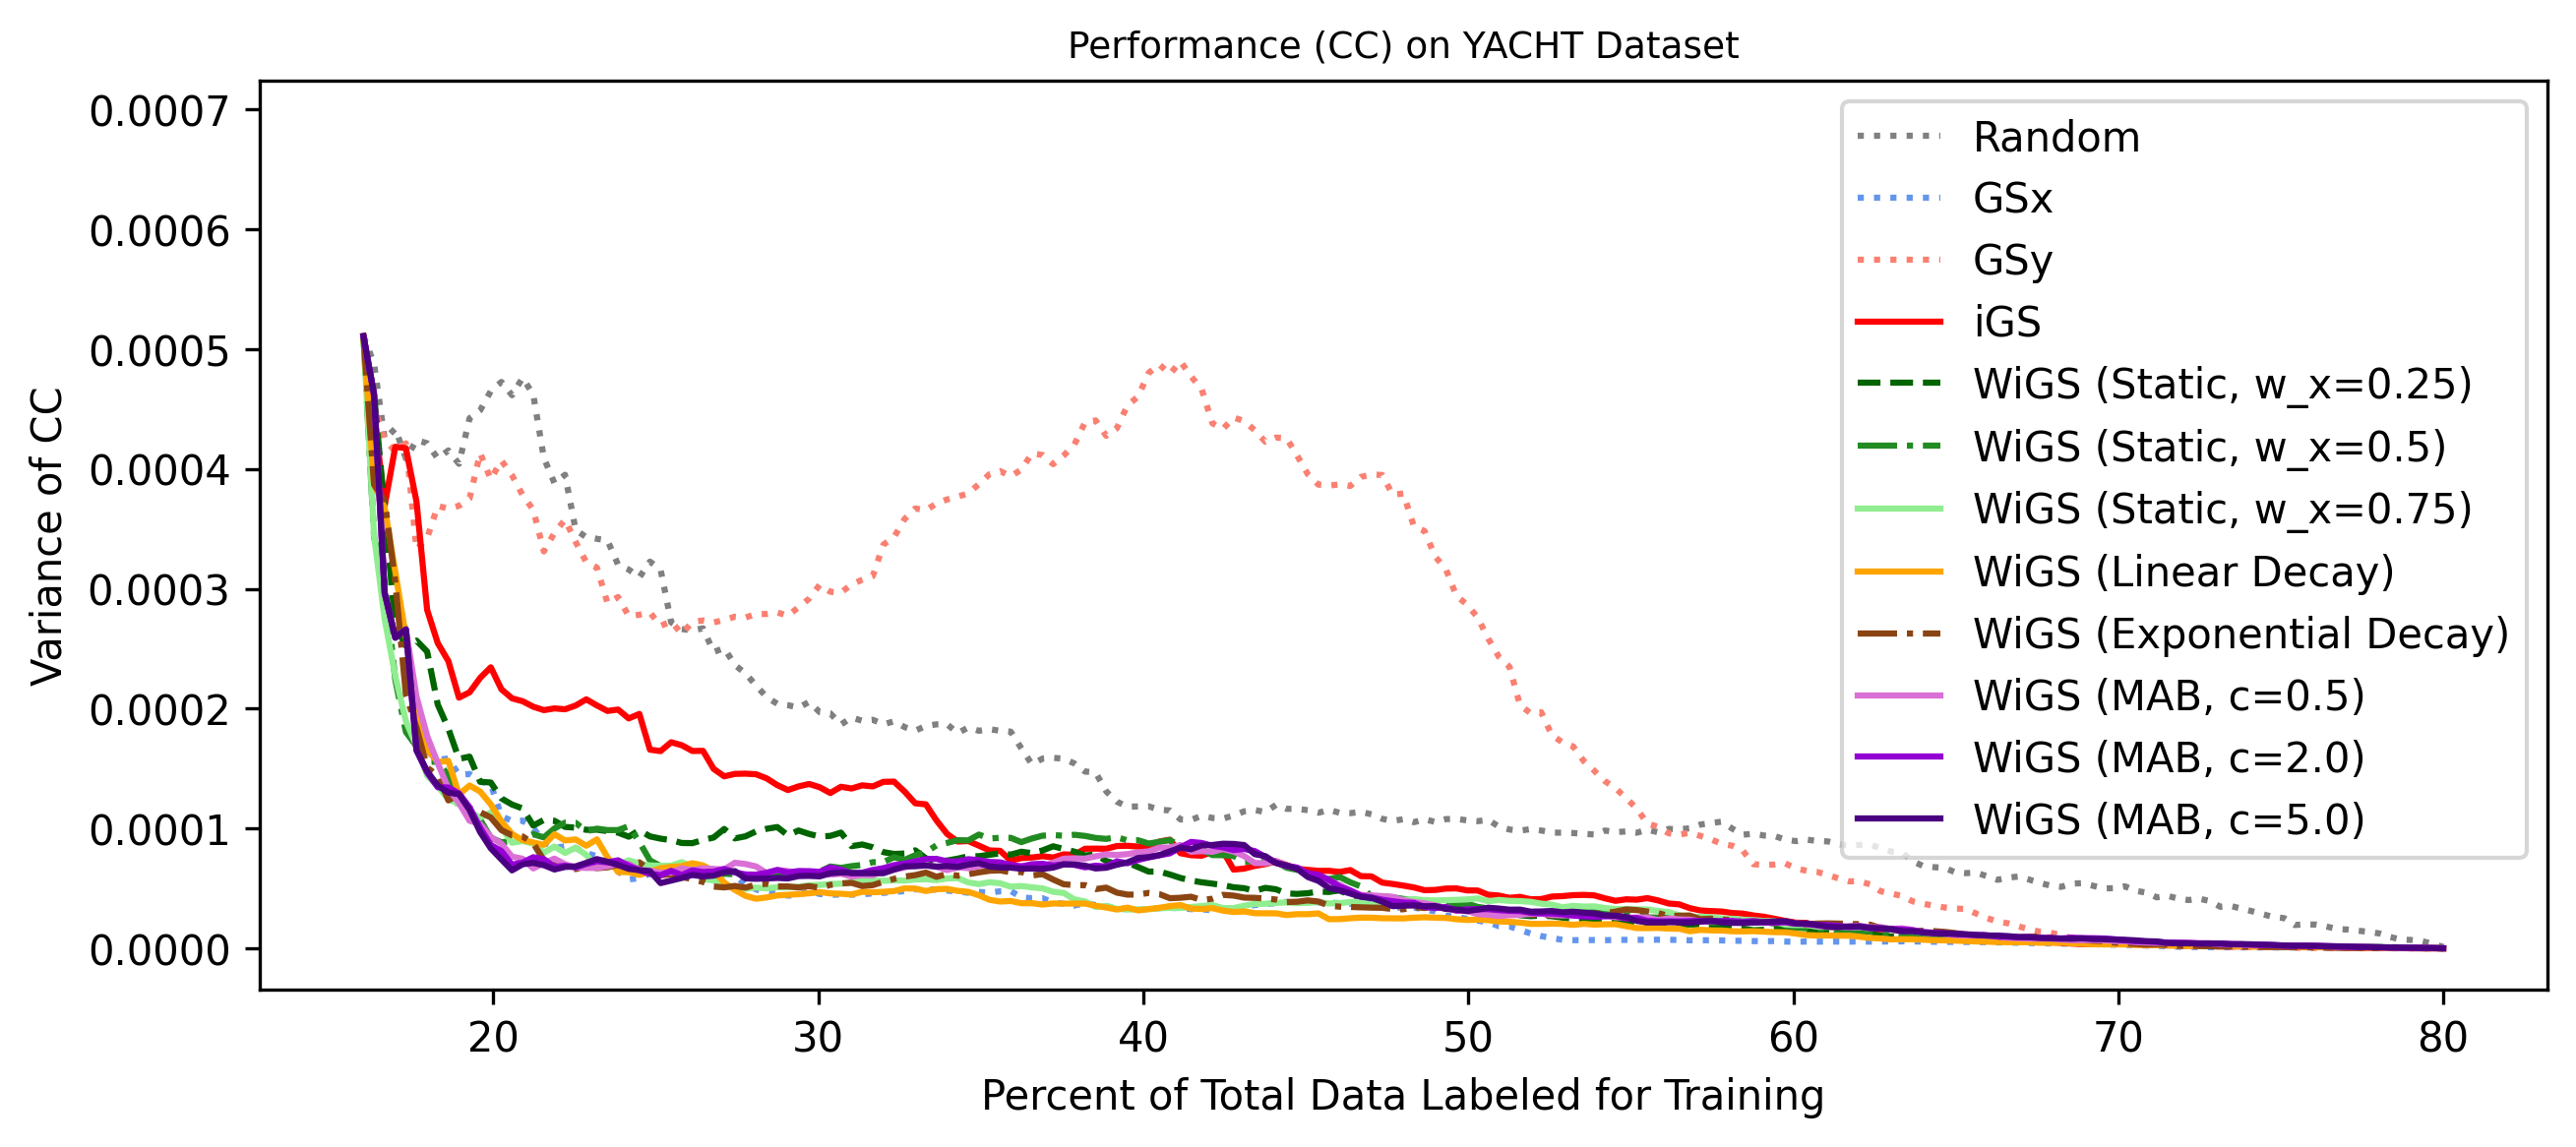 Performance (CC) on YACHT Dataset
Variance of CC
0.0007
0.0006
0.0005
0.0004
0.0003
0.0002
0.0001
0.0000
20 30 40 50 60 70 80
Percent of Total Data Labeled for Training
Random
GSx
GSy
iGS
WiGS (Static, w_x=0.25)
WiGS (Static, w_x=0.5)
WiGS (Static, w_x=0.75)
WiGS (Linear Decay)
WiGS (Exponential Decay)
WiGS (MAB, c=0.5)
WiGS (MAB, c=2.0)
WiGS (MAB, c=5.0)